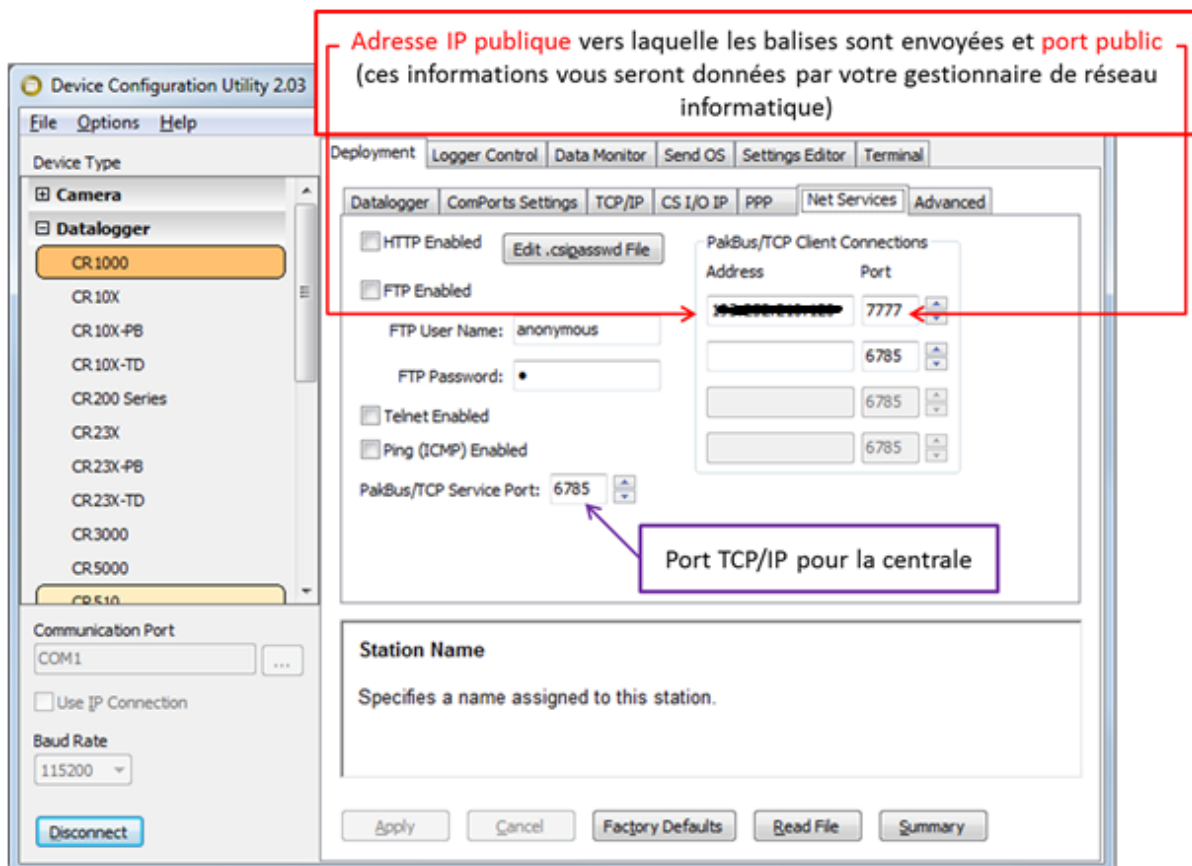 Adresse IP publique vers laquelle les balises sont envoyées et port public
(ces informations vous seront données par votre gestionnaire de réseau
informatique)
Device Configuration Utility 2.03
File Options Help
Device Type
Camera
Datalogger
CR1000
CR10X
CR10X-PB
CR10X-TD
CR200 Series
CR23X
CR23X-PB
CR23X-TD
CR3000
CR5000
CR510
Communication Port
COM1
...
Use IP Connection
Baud Rate
115200
Disconnect
Deployment Logger Control Data Monitor Send OS Settings Editor Terminal
Datalogger ComPorts Settings TCP/IP CS I/O IP PPP Net Services Advanced
HTTP Enabled
Edit .csipasswd File
FTP Enabled
FTP User Name: anonymous
FTP Password:
Telnet Enabled
Ping (ICMP) Enabled
PakBus/TCP Service Port: 6785
PakBus/TCP Client Connections
Address Port
7777
6785
6785
6785
Port TCP/IP pour la centrale
Station Name
Specifies a name assigned to this station.
Apply Cancel Factory Defaults Read File Summary